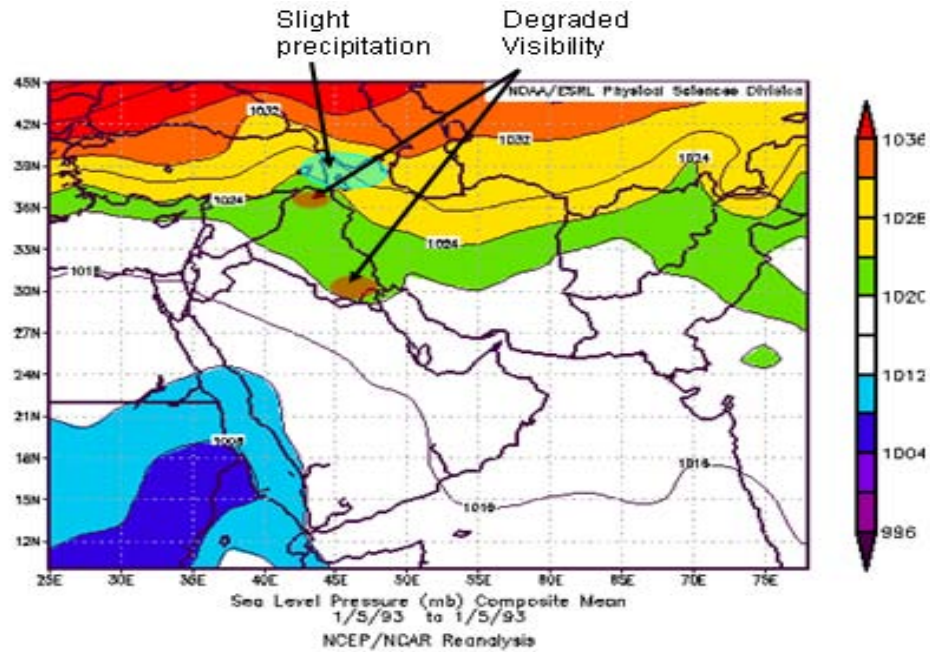 Slight
precipitation
Degraded
Visibility
NOAA/ESRL Physical Sciences Division
45N
42N
39N
36N
33N
30N
27N
24N
21N
18N
15N
12N
1032
1032
1024
1024
1024
1016
1008
1016
1016
1036
1028
1020
1012
1004
996
25E 30E 35E 40E 45E 50E 55E 60E 65E 70E 75E
Sea Level Pressure (mb) Composite Mean
1/5/93 to 1/5/93
NCEP/NCAR Reanalysis